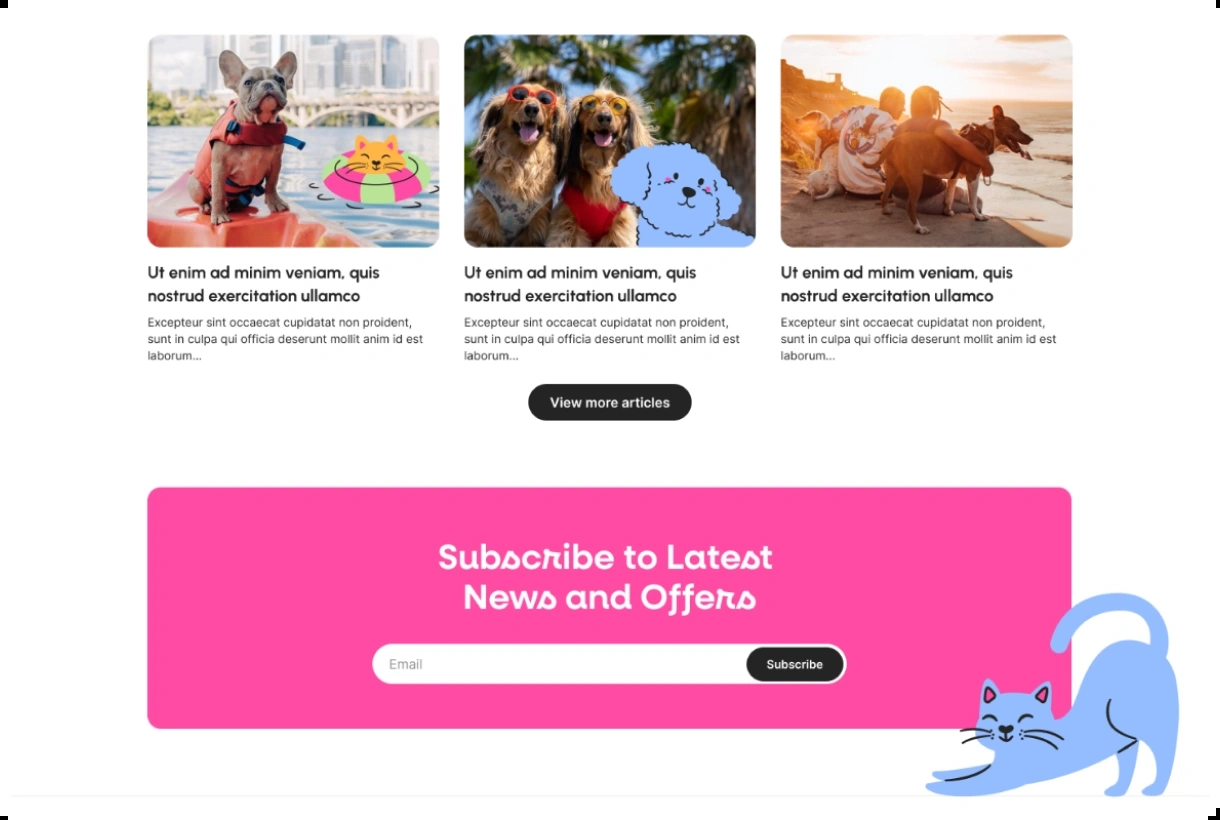 Ut enim ad minim veniam, quis
nostrud exercitation ullamco
Excepteur sint occaecat cupidatat non proident,
sunt in culpa qui officia deserunt mollit anim id est
laborum...
Ut enim ad minim veniam, quis
nostrud exercitation ullamco
Excepteur sint occaecat cupidatat non proident,
sunt in culpa qui officia deserunt mollit anim id est
laborum...
Ut enim ad minim veniam, quis
nostrud exercitation ullamco
Excepteur sint occaecat cupidatat non proident,
sunt in culpa qui officia deserunt mollit anim id est
laborum...
View more articles
Subscribe to Latest
News and Offers
Email
Subscribe